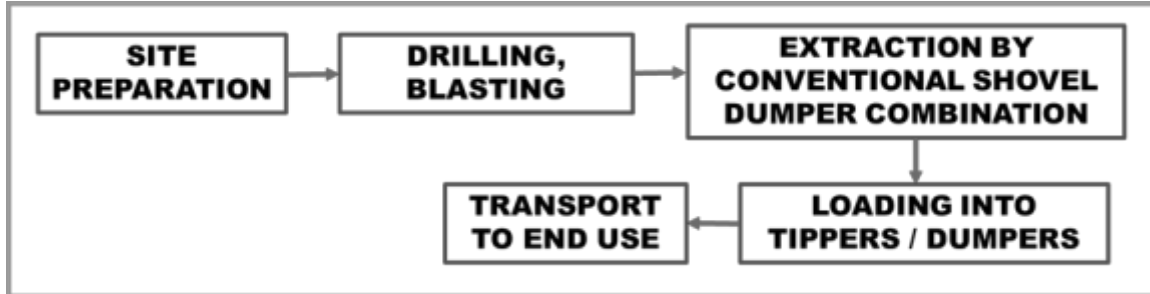 SITE
PREPARATION
DRILLING,
BLASTING
EXTRACTION BY
CONVENTIONAL SHOVEL
DUMPER COMBINATION
LOADING INTO
TIPPERS / DUMPERS
TRANSPORT
TO END USE